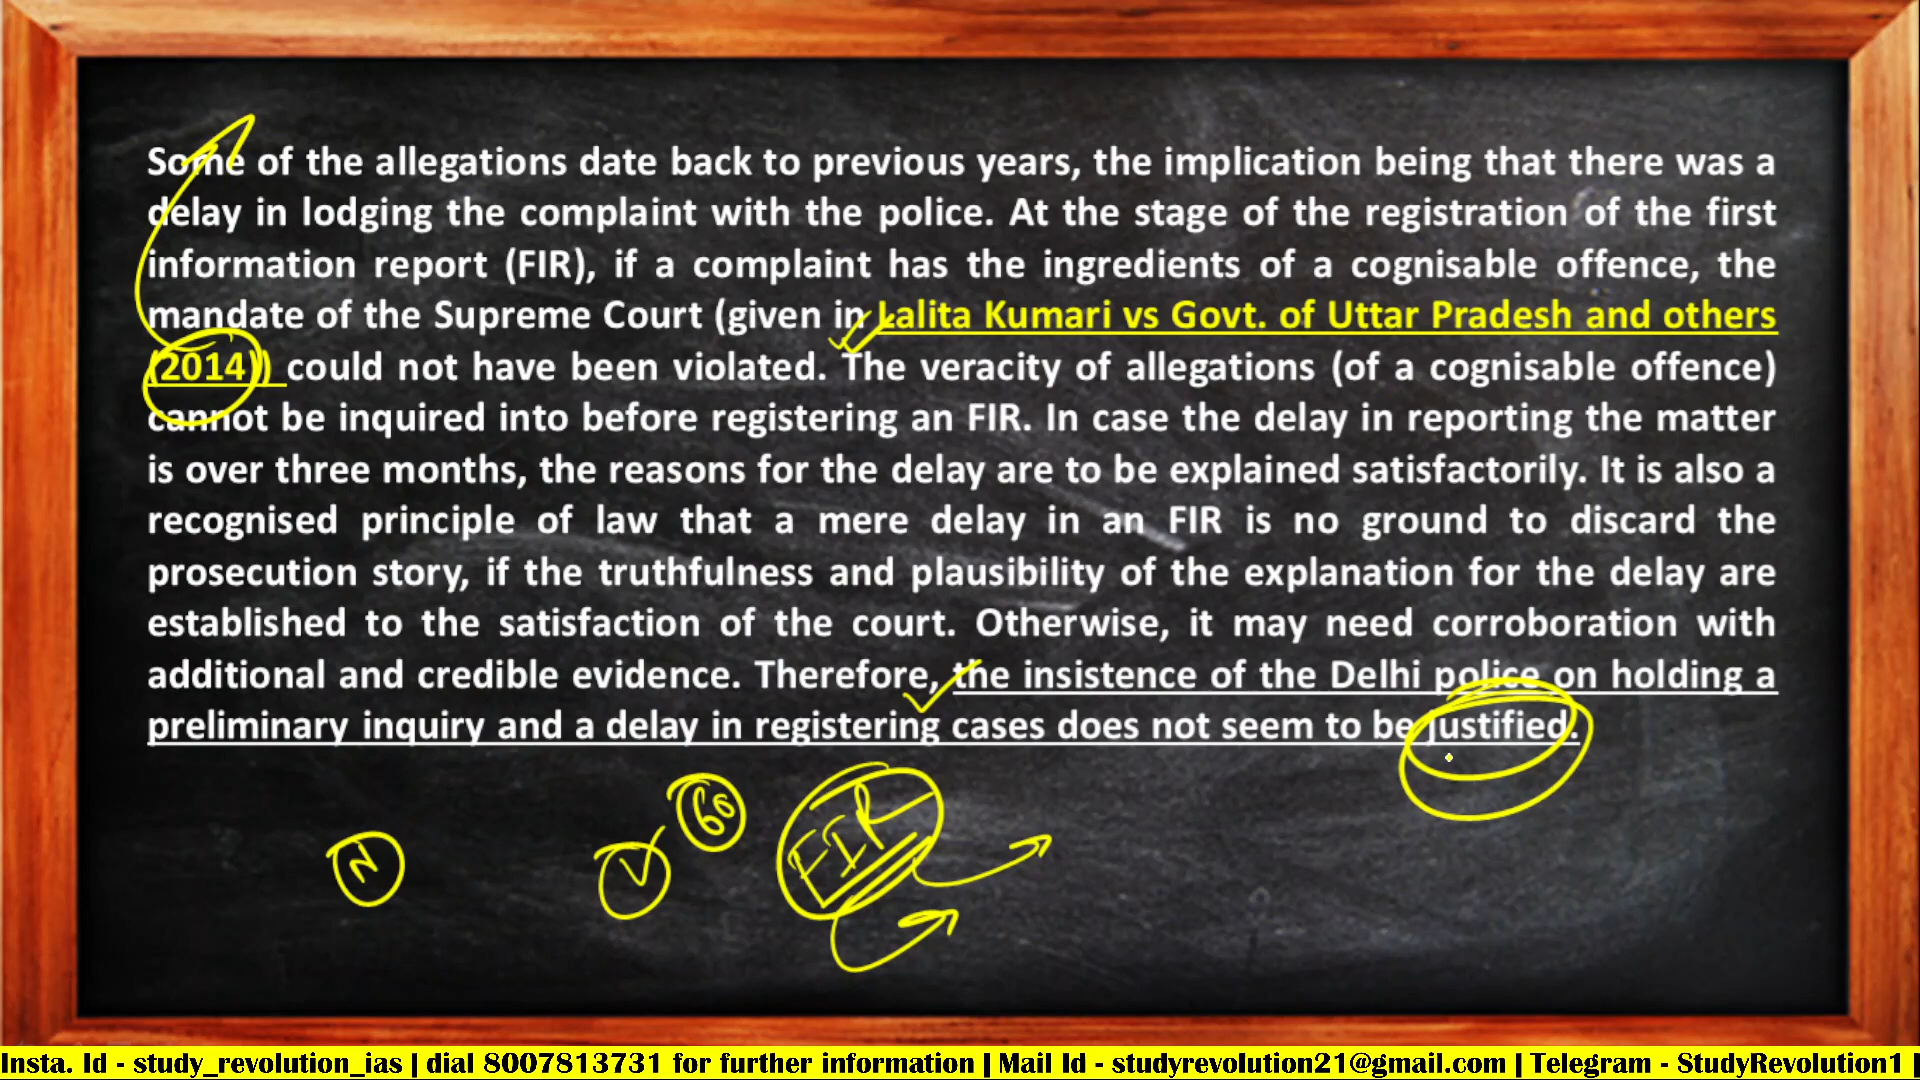 Some of the allegations date back to previous years, the implication being that there was a
delay in lodging the complaint with the police. At the stage of the registration of the first
information report (FIR), if a complaint has the ingredients of a cognisable offence, the
mandate of the Supreme Court (given in Lalita Kumari vs Govt. of Uttar Pradesh and others
(2014)) could not have been violated. The veracity of allegations (of a cognisable offence)
cannot be inquired into before registering an FIR. In case the delay in reporting the matter
is over three months, the reasons for the delay are to be explained satisfactorily. It is also a
recognised principle of law that a mere delay in an FIR is no ground to discard the
prosecution story, if the truthfulness and plausibility of the explanation for the delay are
established to the satisfaction of the court. Otherwise, it may need corroboration with
additional and credible evidence. Therefore, the insistence of the Delhi police on holding a
preliminary inquiry and a delay in registering cases does not seem to be justified.
N
FIR
Insta. Id - study_revolution_ias | dial 8007813731 for further information | Mail Id - studyrevolution21@gmail.com | Telegram - StudyRevolution1 |